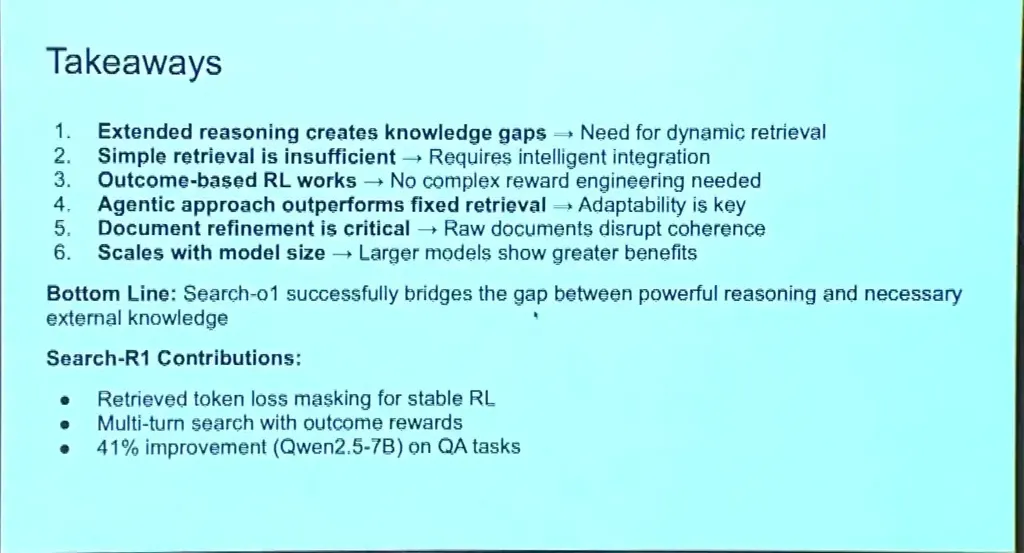 Takeaways
1. Extended reasoning creates knowledge gaps → Need for dynamic retrieval
2. Simple retrieval is insufficient → Requires intelligent integration
3. Outcome-based RL works → No complex reward engineering needed
4. Agentic approach outperforms fixed retrieval → Adaptability is key
5. Document refinement is critical → Raw documents disrupt coherence
6. Scales with model size → Larger models show greater benefits
Bottom Line: Search-o1 successfully bridges the gap between powerful reasoning and necessary
external knowledge
Search-R1 Contributions:
● Retrieved token loss masking for stable RL
● Multi-turn search with outcome rewards
● 41% improvement (Qwen2.5-7B) on QA tasks